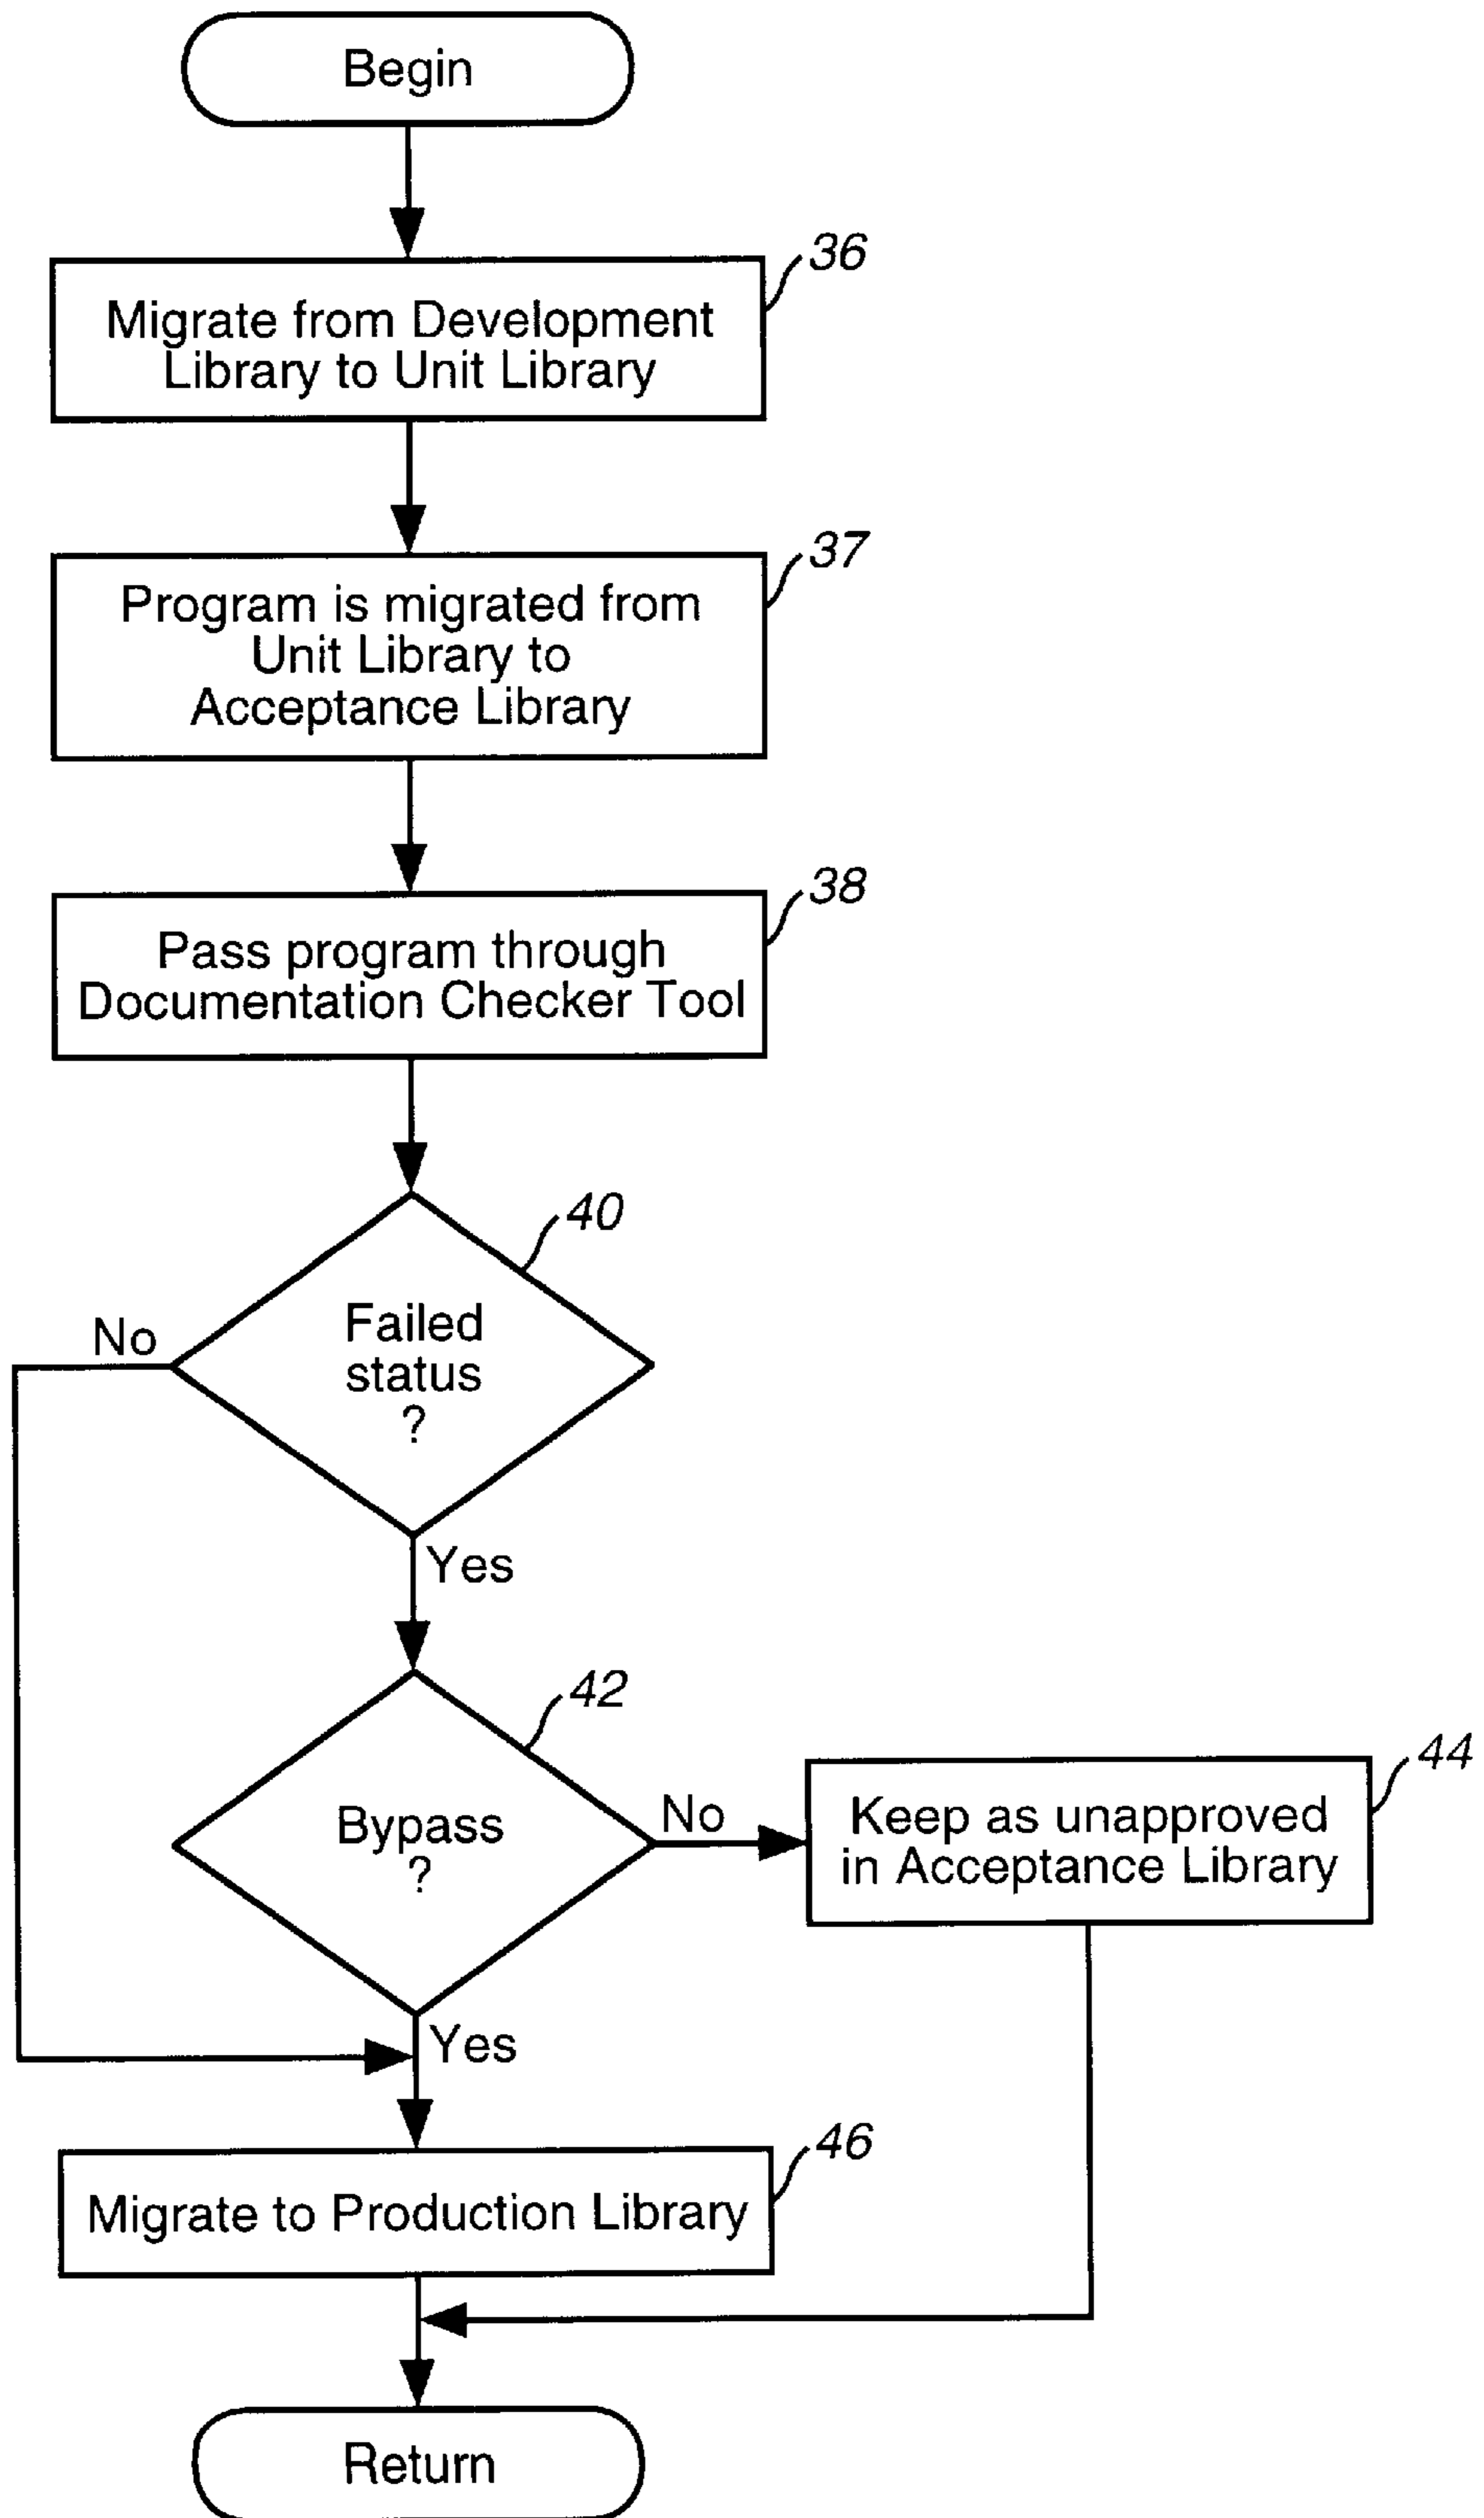 Begin
36
Migrate from Development
Library to Unit Library
37
Program is migrated from
Unit Library to
Acceptance Library
38
Pass program through
Documentation Checker Tool
40
Failed
status
?
No
Yes
42
Bypass
?
No
44
Keep as unapproved
in Acceptance Library
Yes
46
Migrate to Production Library
Return